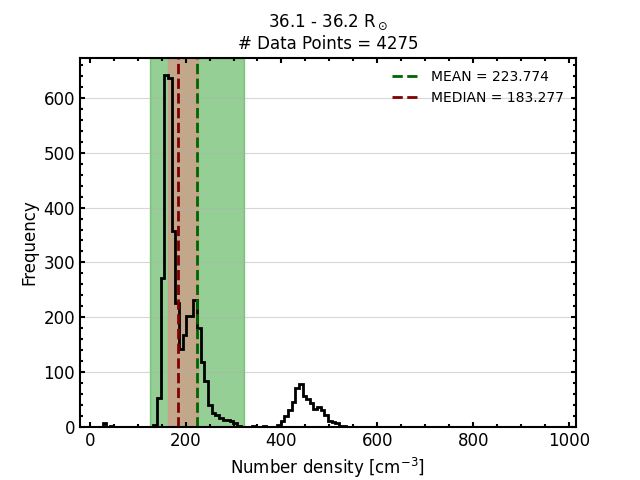 36.1 - 36.2 R⊙
# Data Points = 4275
MEAN = 223.774
MEDIAN = 183.277
Frequency
600
500
400
300
200
100
0
0 200 400 600 800 1000
Number density [cm⁻³]